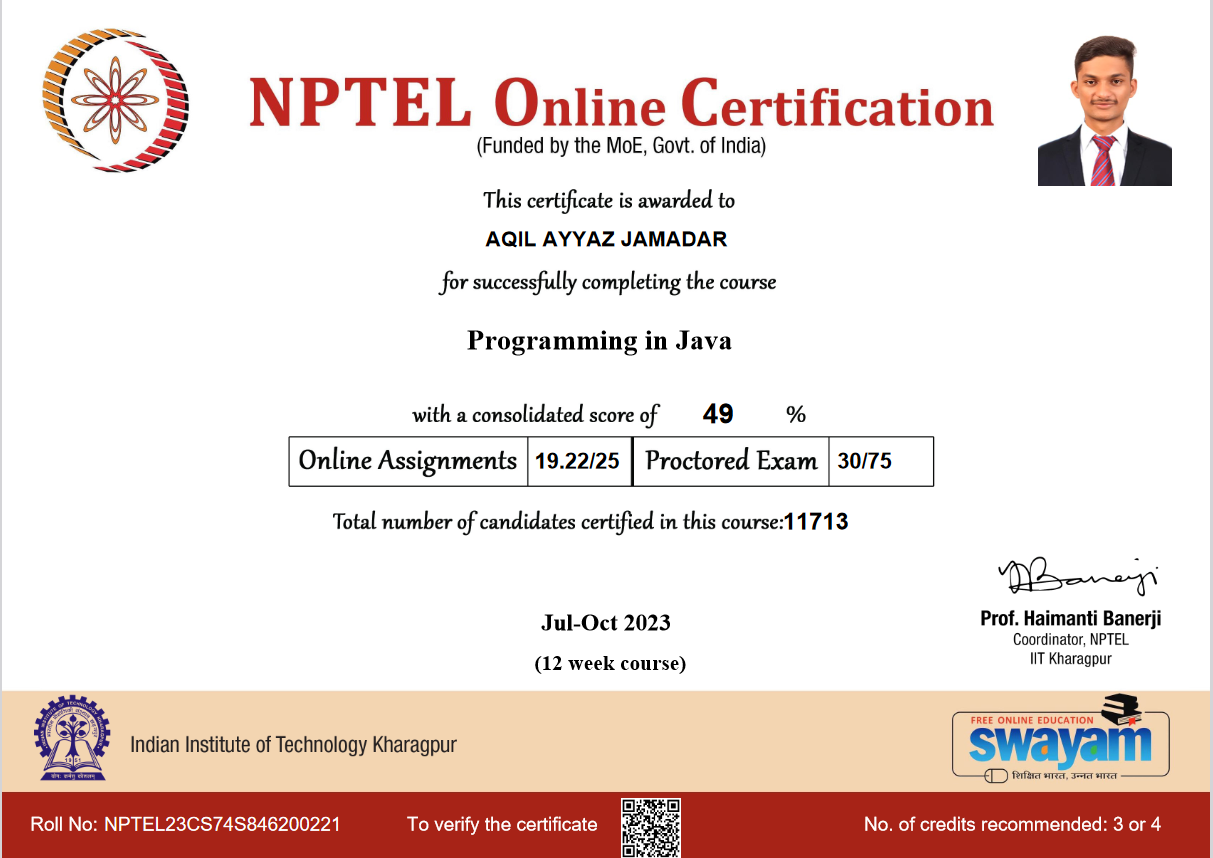 NPTEL Online Certification
(Funded by the MoE, Govt. of India)
This certificate is awarded to
AQIL AYYAZ JAMADAR
for successfully completing the course
Programming in Java
with a consolidated score of 49 %
Online Assignments 19.22/25 Proctored Exam 30/75
Total number of candidates certified in this course:11713
Jul-Oct 2023
(12 week course)
Prof. Haimanti Banerji
Coordinator, NPTEL
IIT Kharagpur
Indian Institute of Technology Kharagpur
FREE ONLINE EDUCATION
swayam
शिक्षित भारत, उन्नत भारत
Roll No: NPTEL23CS74S846200221
To verify the certificate
No. of credits recommended: 3 or 4